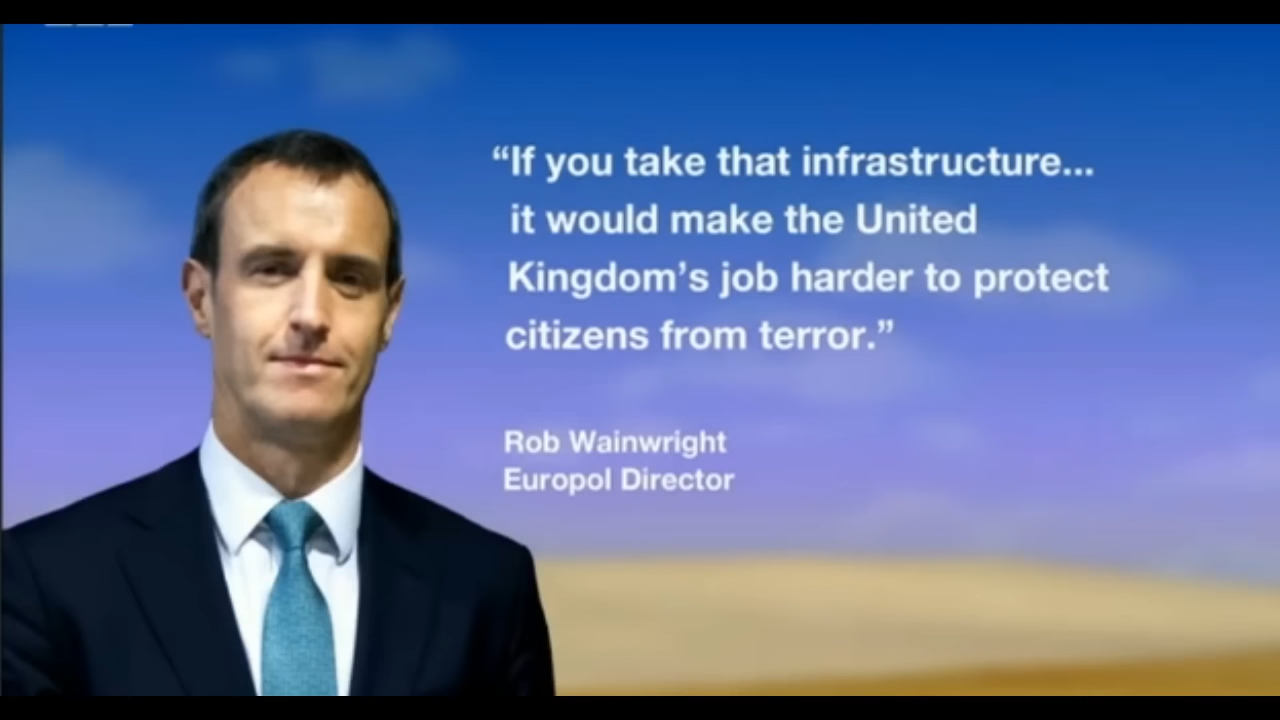 “If you take that infrastructure...
it would make the United
Kingdom’s job harder to protect
citizens from terror.”
Rob Wainwright
Europol Director